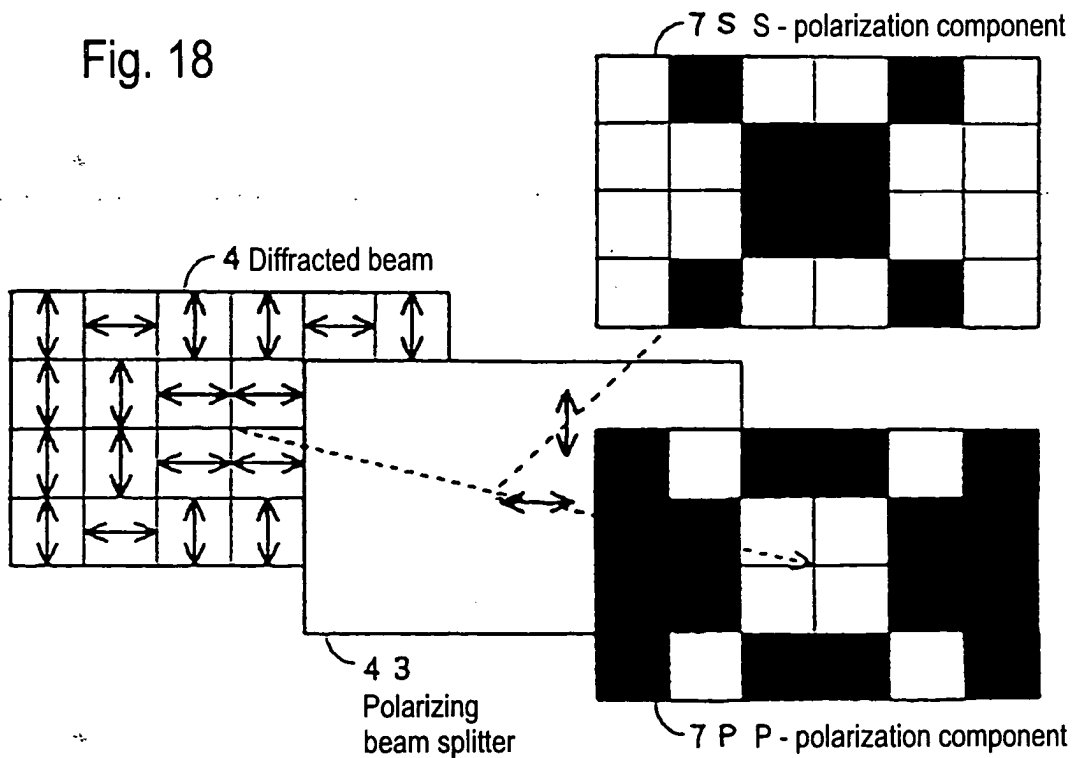 Fig. 18
7 S S - polarization component
4 Diffracted beam
4 3
Polarizing
beam splitter
7 P P - polarization component